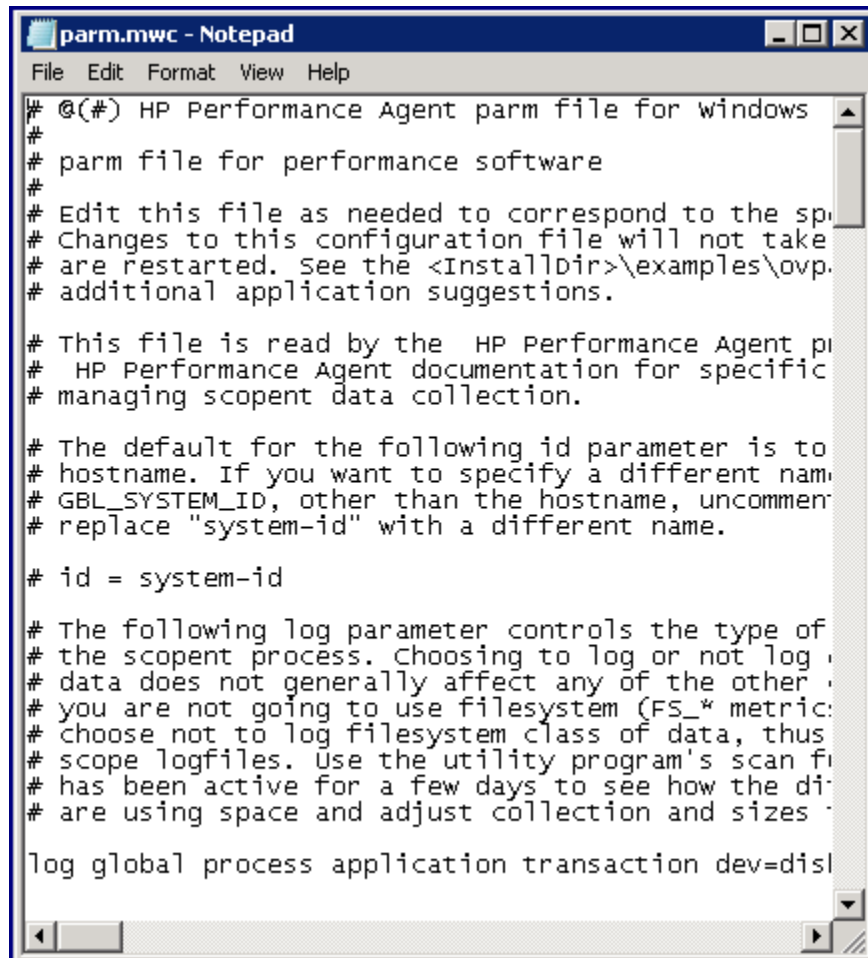 parm.mwc - Notepad
File Edit Format View Help
# @(#) HP Performance Agent parm file for Windows
#
# parm file for performance software
#
# Edit this file as needed to correspond to the
# Changes to this configuration file will not take
# are restarted. See the <InstallDir>\examples\
# additional application suggestions.
# This file is read by the  HP Performance Agent
#  HP Performance Agent documentation for specific
# managing scopent data collection.
# The default for the following id parameter is to
# hostname. If you want to specify a different
# GBL_SYSTEM_ID, other than the hostname,
# replace "system-id" with a different name.
# id = system-id
# The following log parameter controls the type of
# the scopent process. Choosing to log or not log
# data does not generally affect any of the other
# you are not going to use filesystem (FS_*
# choose not to log filesystem class of data, thus
# scope logfiles. Use the utility program's scan
# has been active for a few days to see how the
# are using space and adjust collection and sizes
log global process application transaction